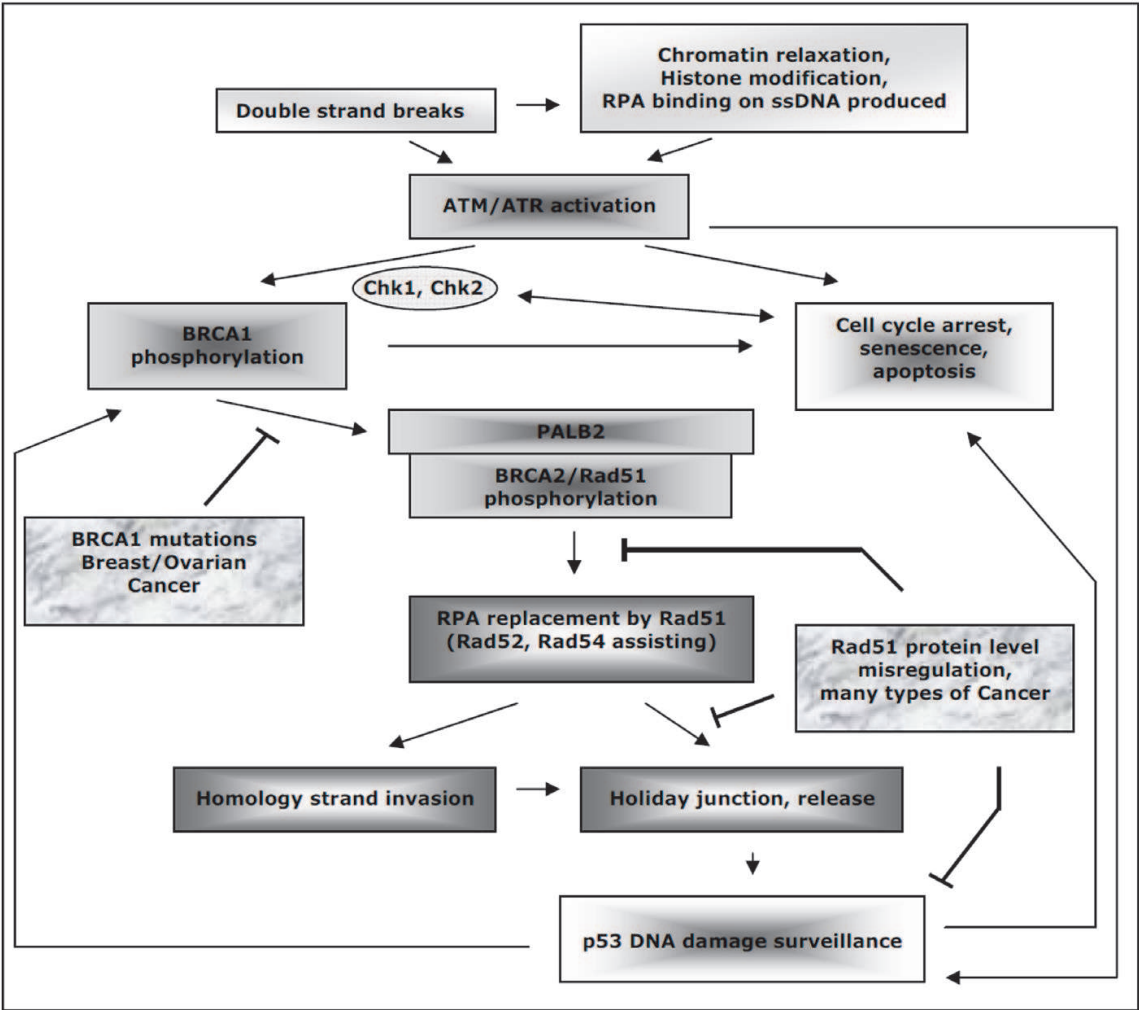 Chromatin relaxation,
Histone modification,
RPA binding on ssDNA produced
Double strand breaks
ATM/ATR activation
Chk1, Chk2
BRCA1
phosphorylation
Cell cycle arrest,
senescence,
apoptosis
PALB2
BRCA2/Rad51
phosphorylation
BRCA1 mutations
Breast/Ovarian
Cancer
RPA replacement by Rad51
(Rad52, Rad54 assisting)
Rad51 protein level
misregulation,
many types of Cancer
Homology strand invasion
Holiday junction, release
p53 DNA damage surveillance